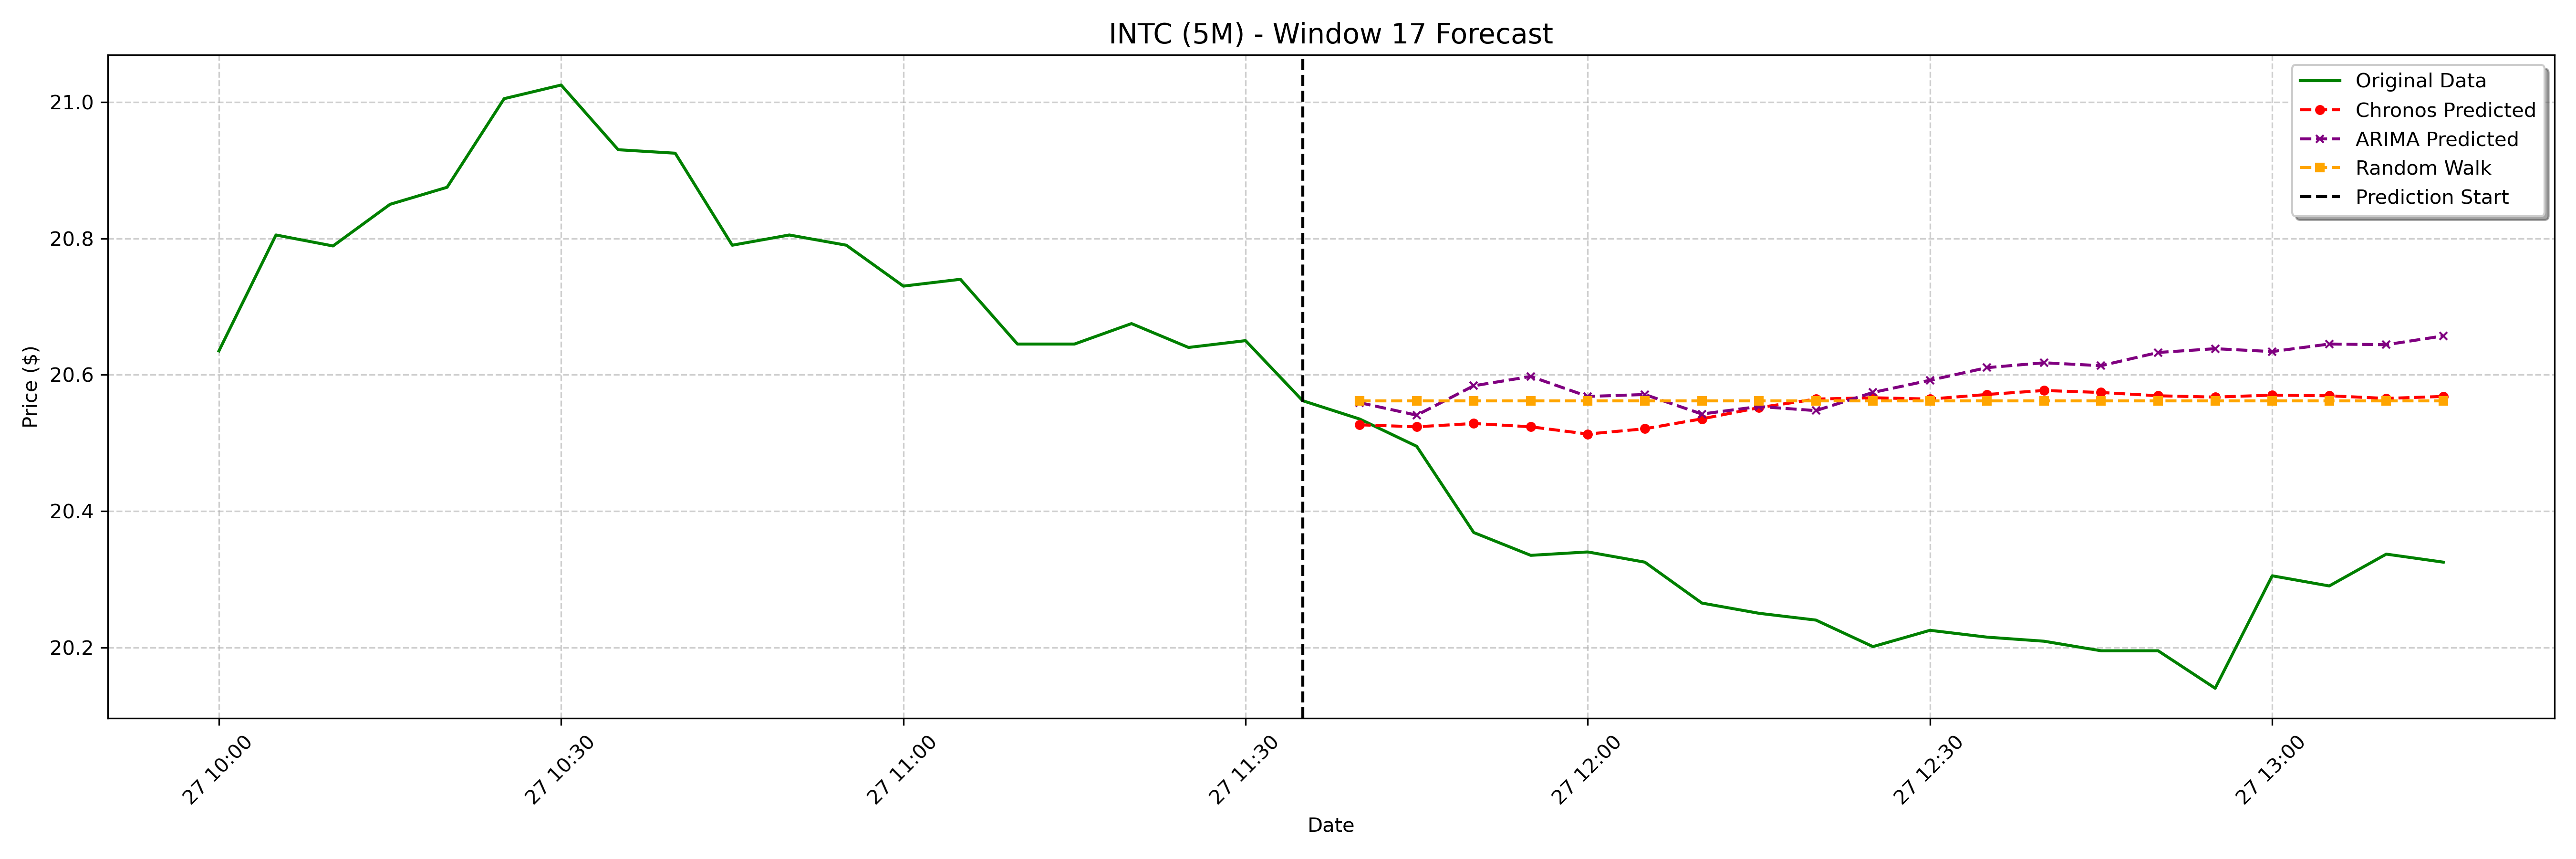 INTC (5M) - Window 17 Forecast
Original Data
Chronos Predicted
ARIMA Predicted
Random Walk
Prediction Start
Price ($)
21.0
20.8
20.6
20.4
20.2
27 10:00
27 10:30
27 11:00
27 11:30
27 12:00
27 12:30
27 13:00
Date